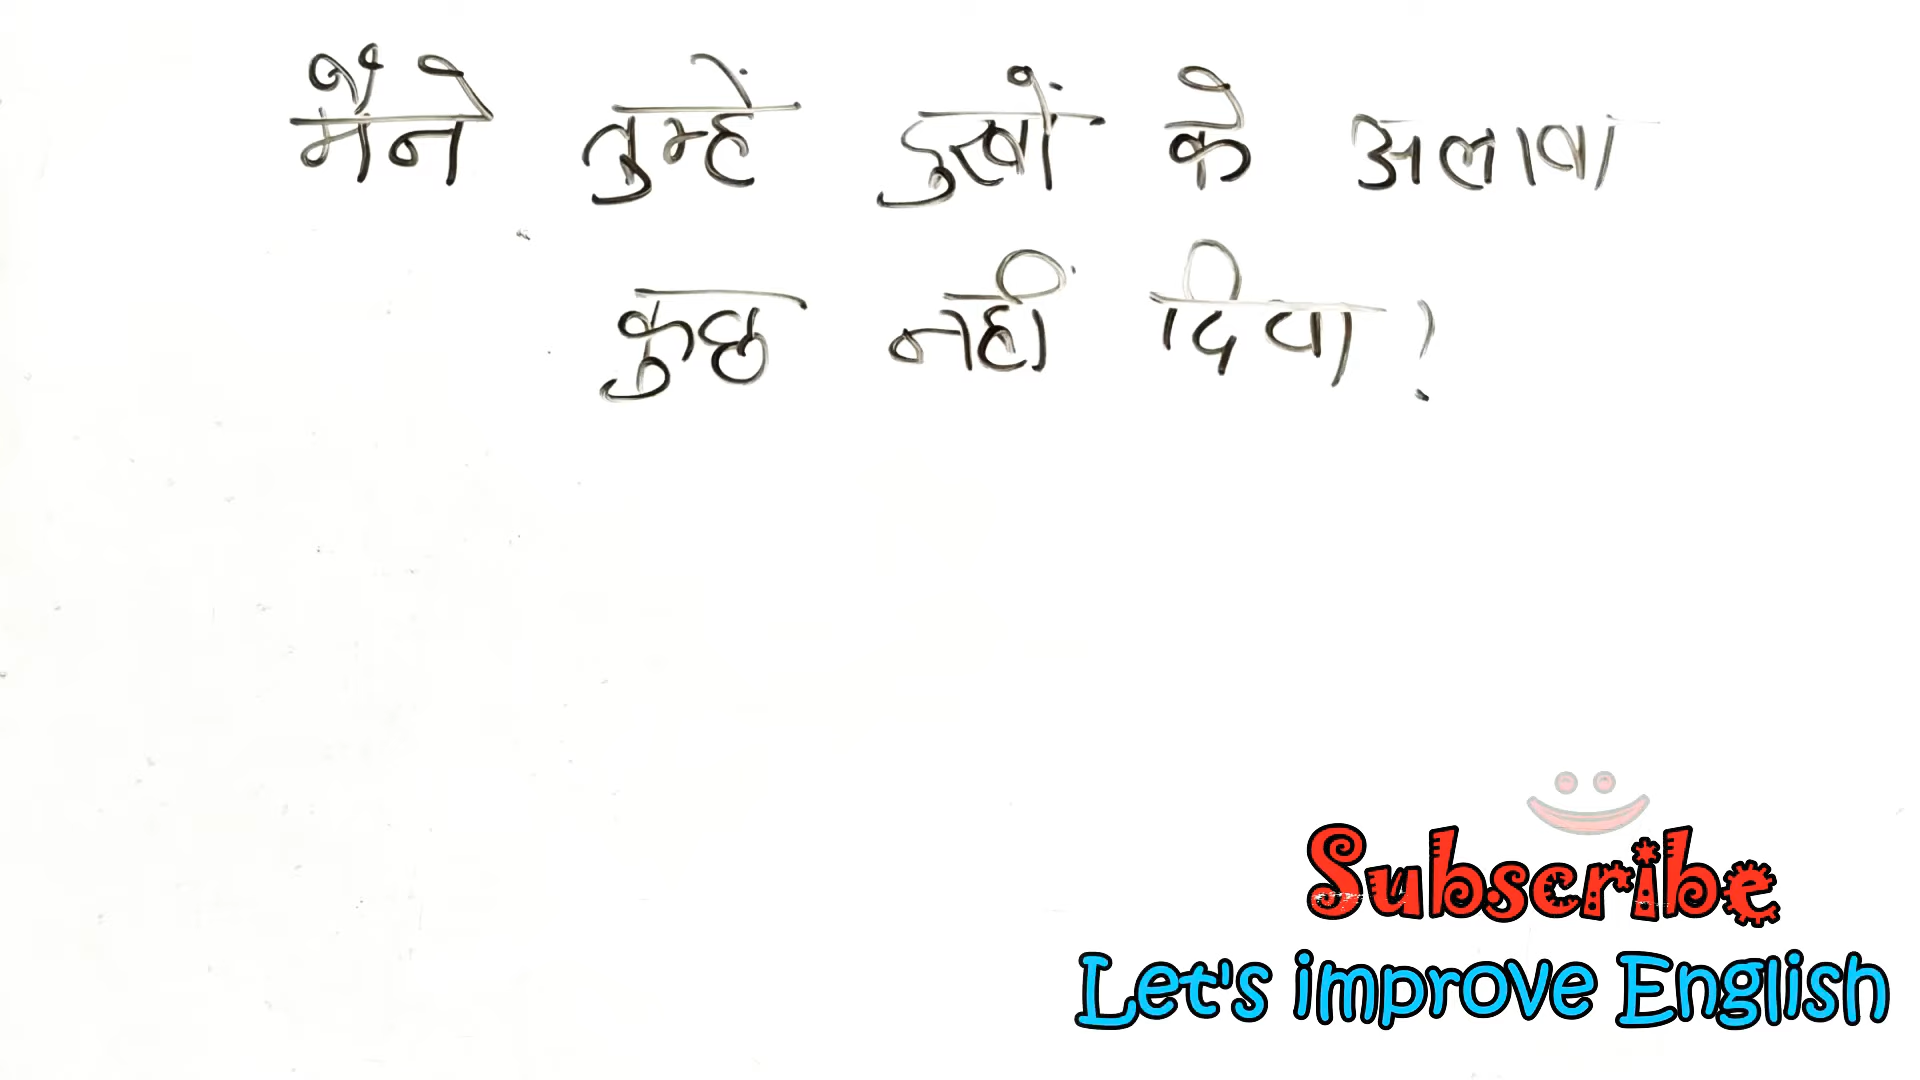 मैंने तुम्हें दुखों के अलावा
कुछ नहीं दिया?
Subscribe
Let's improve English